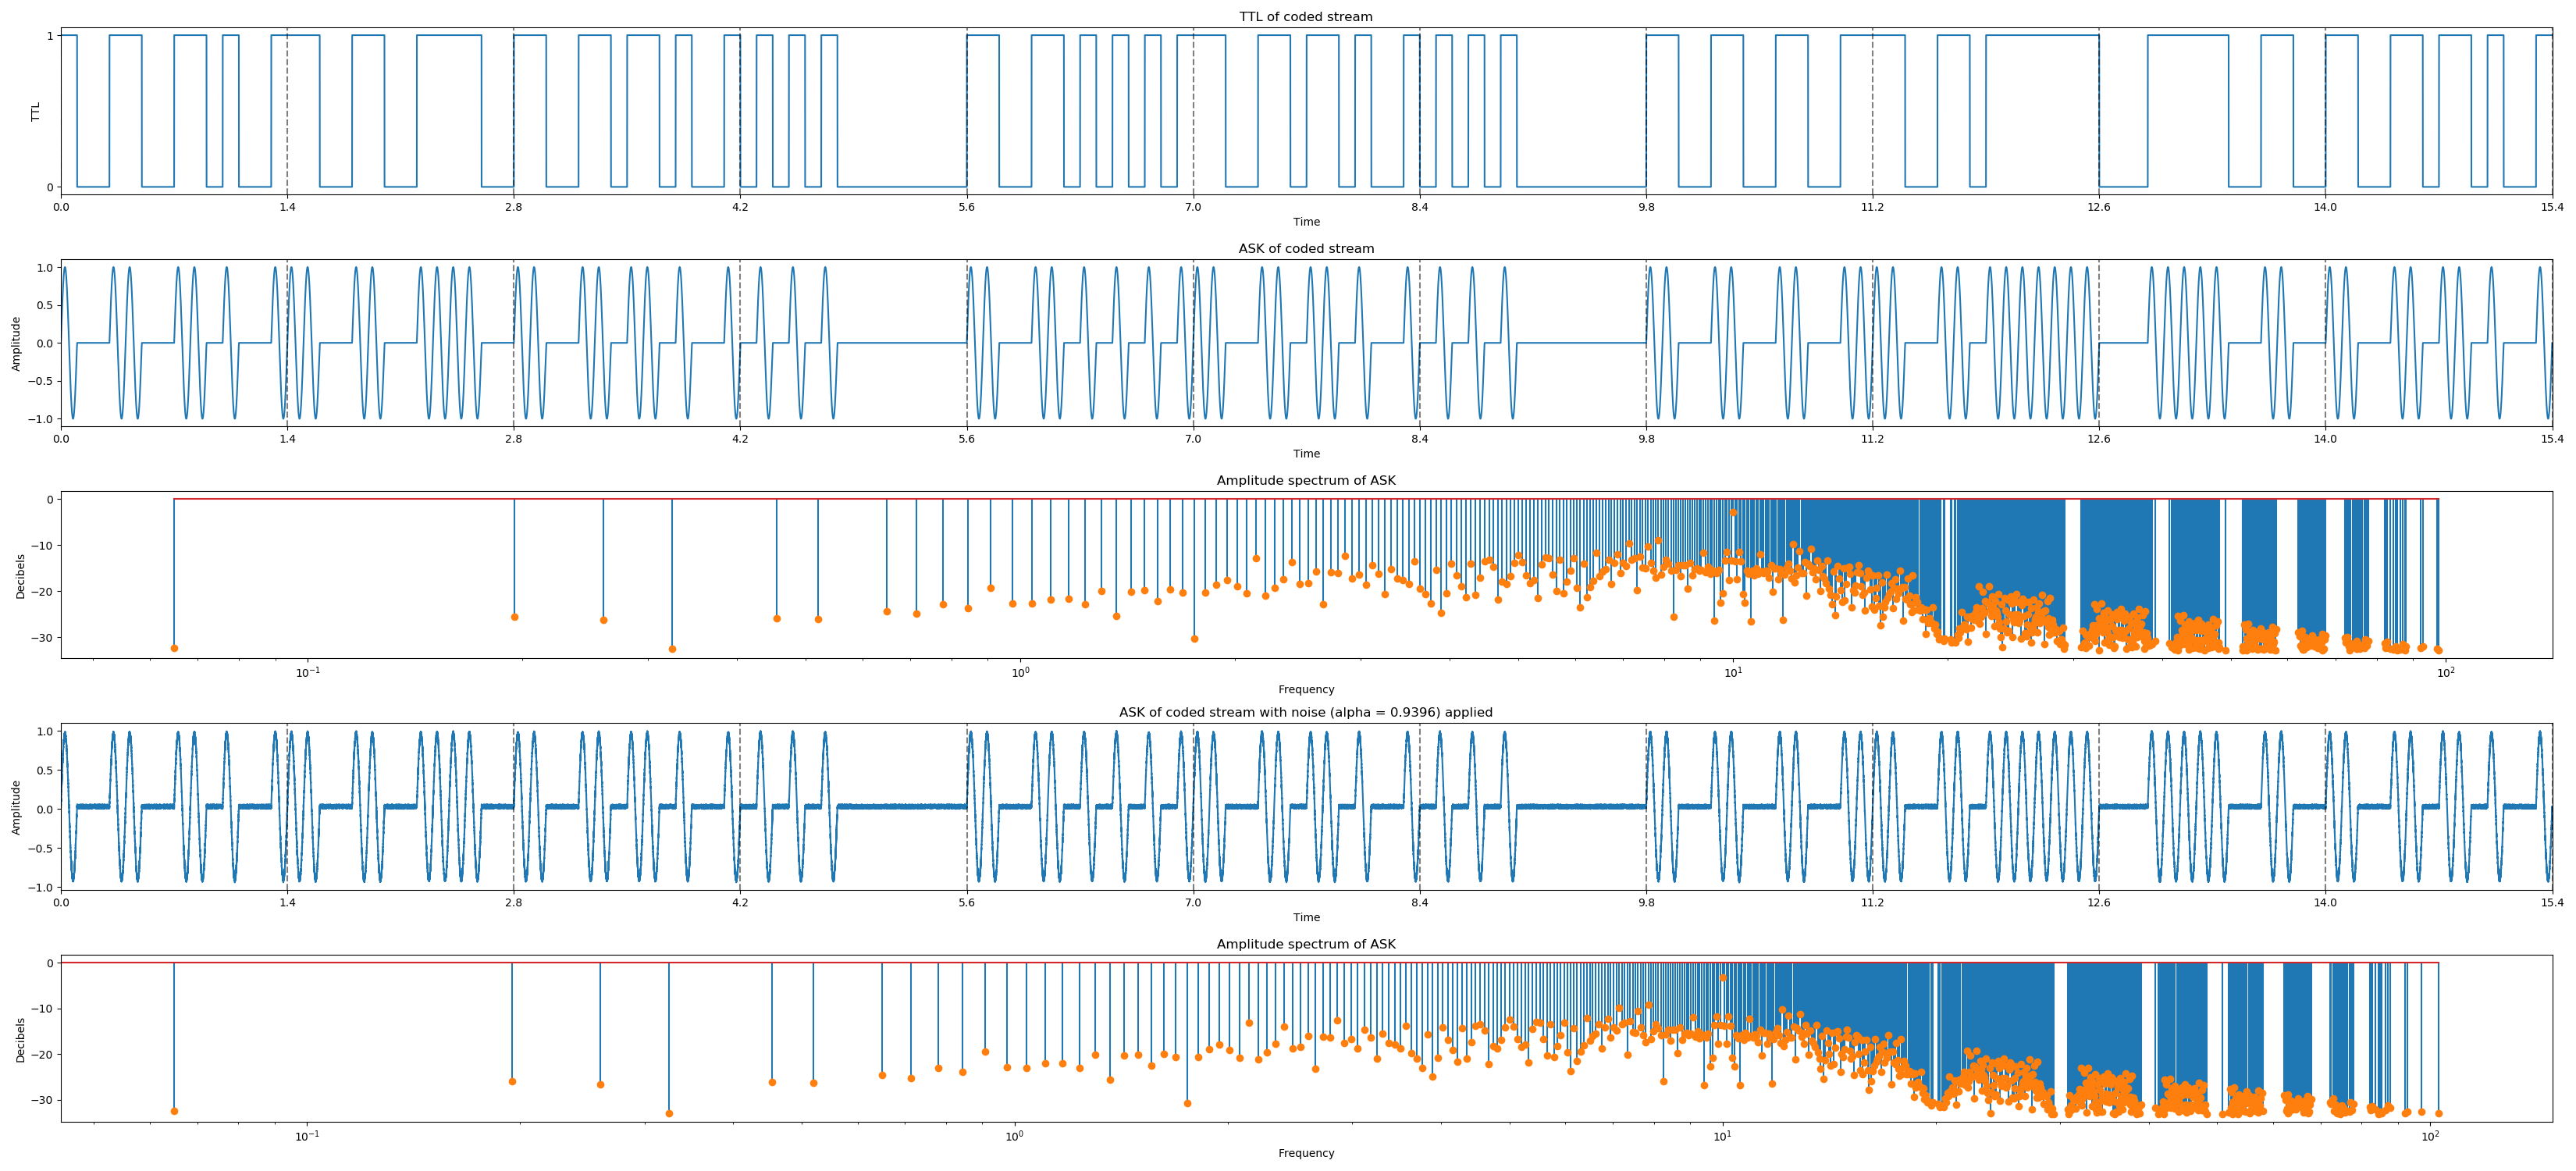 TTL of coded stream
1
TTL
0
0.0 1.4 2.8 4.2 5.6 7.0 8.4 9.8 11.2 12.6 14.0 15.4
Time
ASK of coded stream
1.0
0.5
Amplitude
0.0
−0.5
−1.0
0.0 1.4 2.8 4.2 5.6 7.0 8.4 9.8 11.2 12.6 14.0 15.4
Time
Amplitude spectrum of ASK
0
−10
Decibels
−20
−30
10⁻¹ 10⁰ 10¹ 10²
Frequency
ASK of coded stream with noise (alpha = 0.9396) applied
1.0
0.5
Amplitude
0.0
−0.5
−1.0
0.0 1.4 2.8 4.2 5.6 7.0 8.4 9.8 11.2 12.6 14.0 15.4
Time
Amplitude spectrum of ASK
0
−10
Decibels
−20
−30
10⁻¹ 10⁰ 10¹ 10²
Frequency